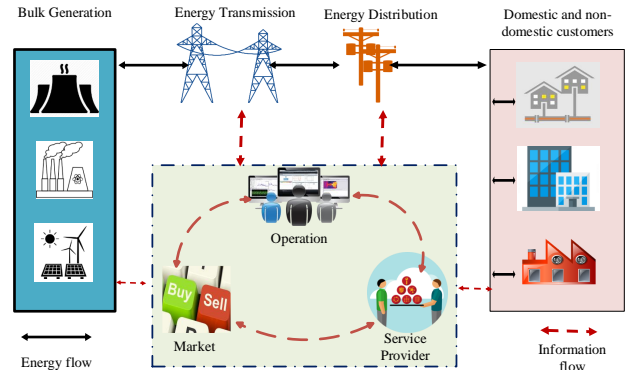 Bulk Generation
Energy Transmission
Energy Distribution
Domestic and non-
domestic customers
Operation
Buy
Sell
Market
Service
Provider
Energy flow
Information
flow